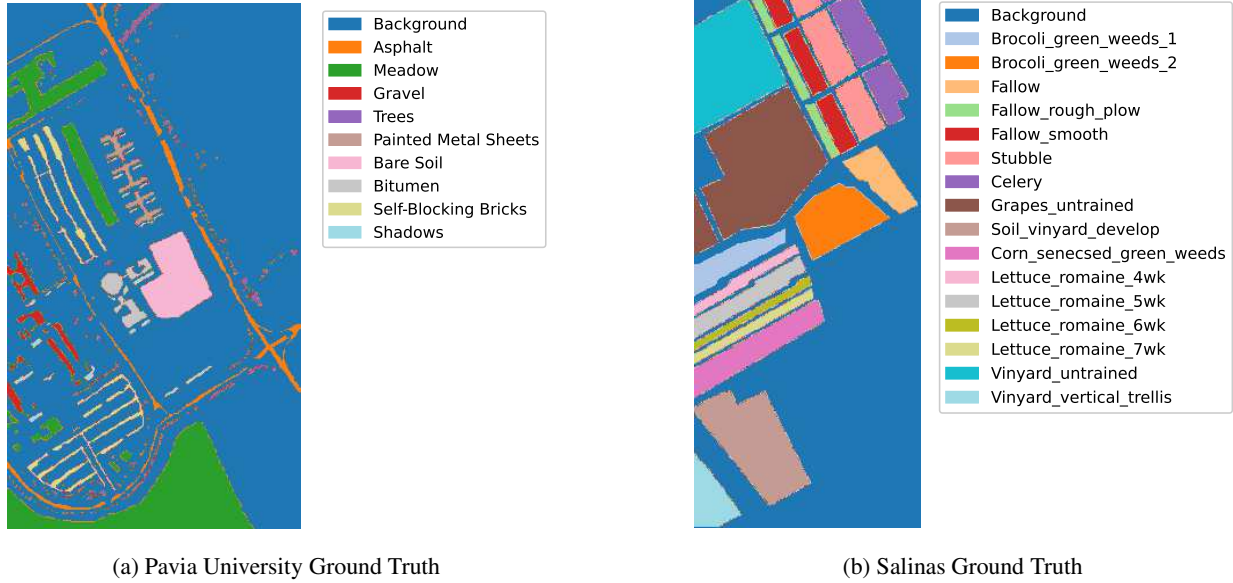 Background
Asphalt
Meadow
Gravel
Trees
Painted Metal Sheets
Bare Soil
Bitumen
Self-Blocking Bricks
Shadows
(a) Pavia University Ground Truth
Background
Brocoli_green_weeds_1
Brocoli_green_weeds_2
Fallow
Fallow_rough_plow
Fallow_smooth
Stubble
Celery
Grapes_untrained
Soil_vinyard_develop
Corn_senecsed_green_weeds
Lettuce_romaine_4wk
Lettuce_romaine_5wk
Lettuce_romaine_6wk
Lettuce_romaine_7wk
Vinyard_untrained
Vinyard_vertical_trellis
(b) Salinas Ground Truth